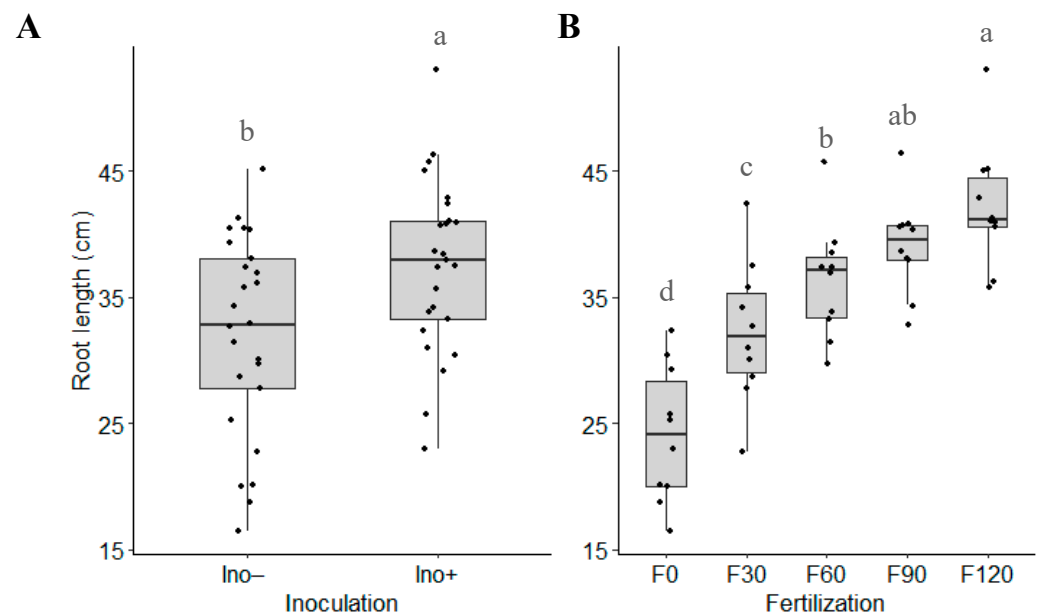 A
B
a
a
b
ab
b
c
d
Root length (cm)
45
35
25
15
45
35
25
15
Ino– Ino+
Inoculation
F0 F30 F60 F90 F120
Fertilization